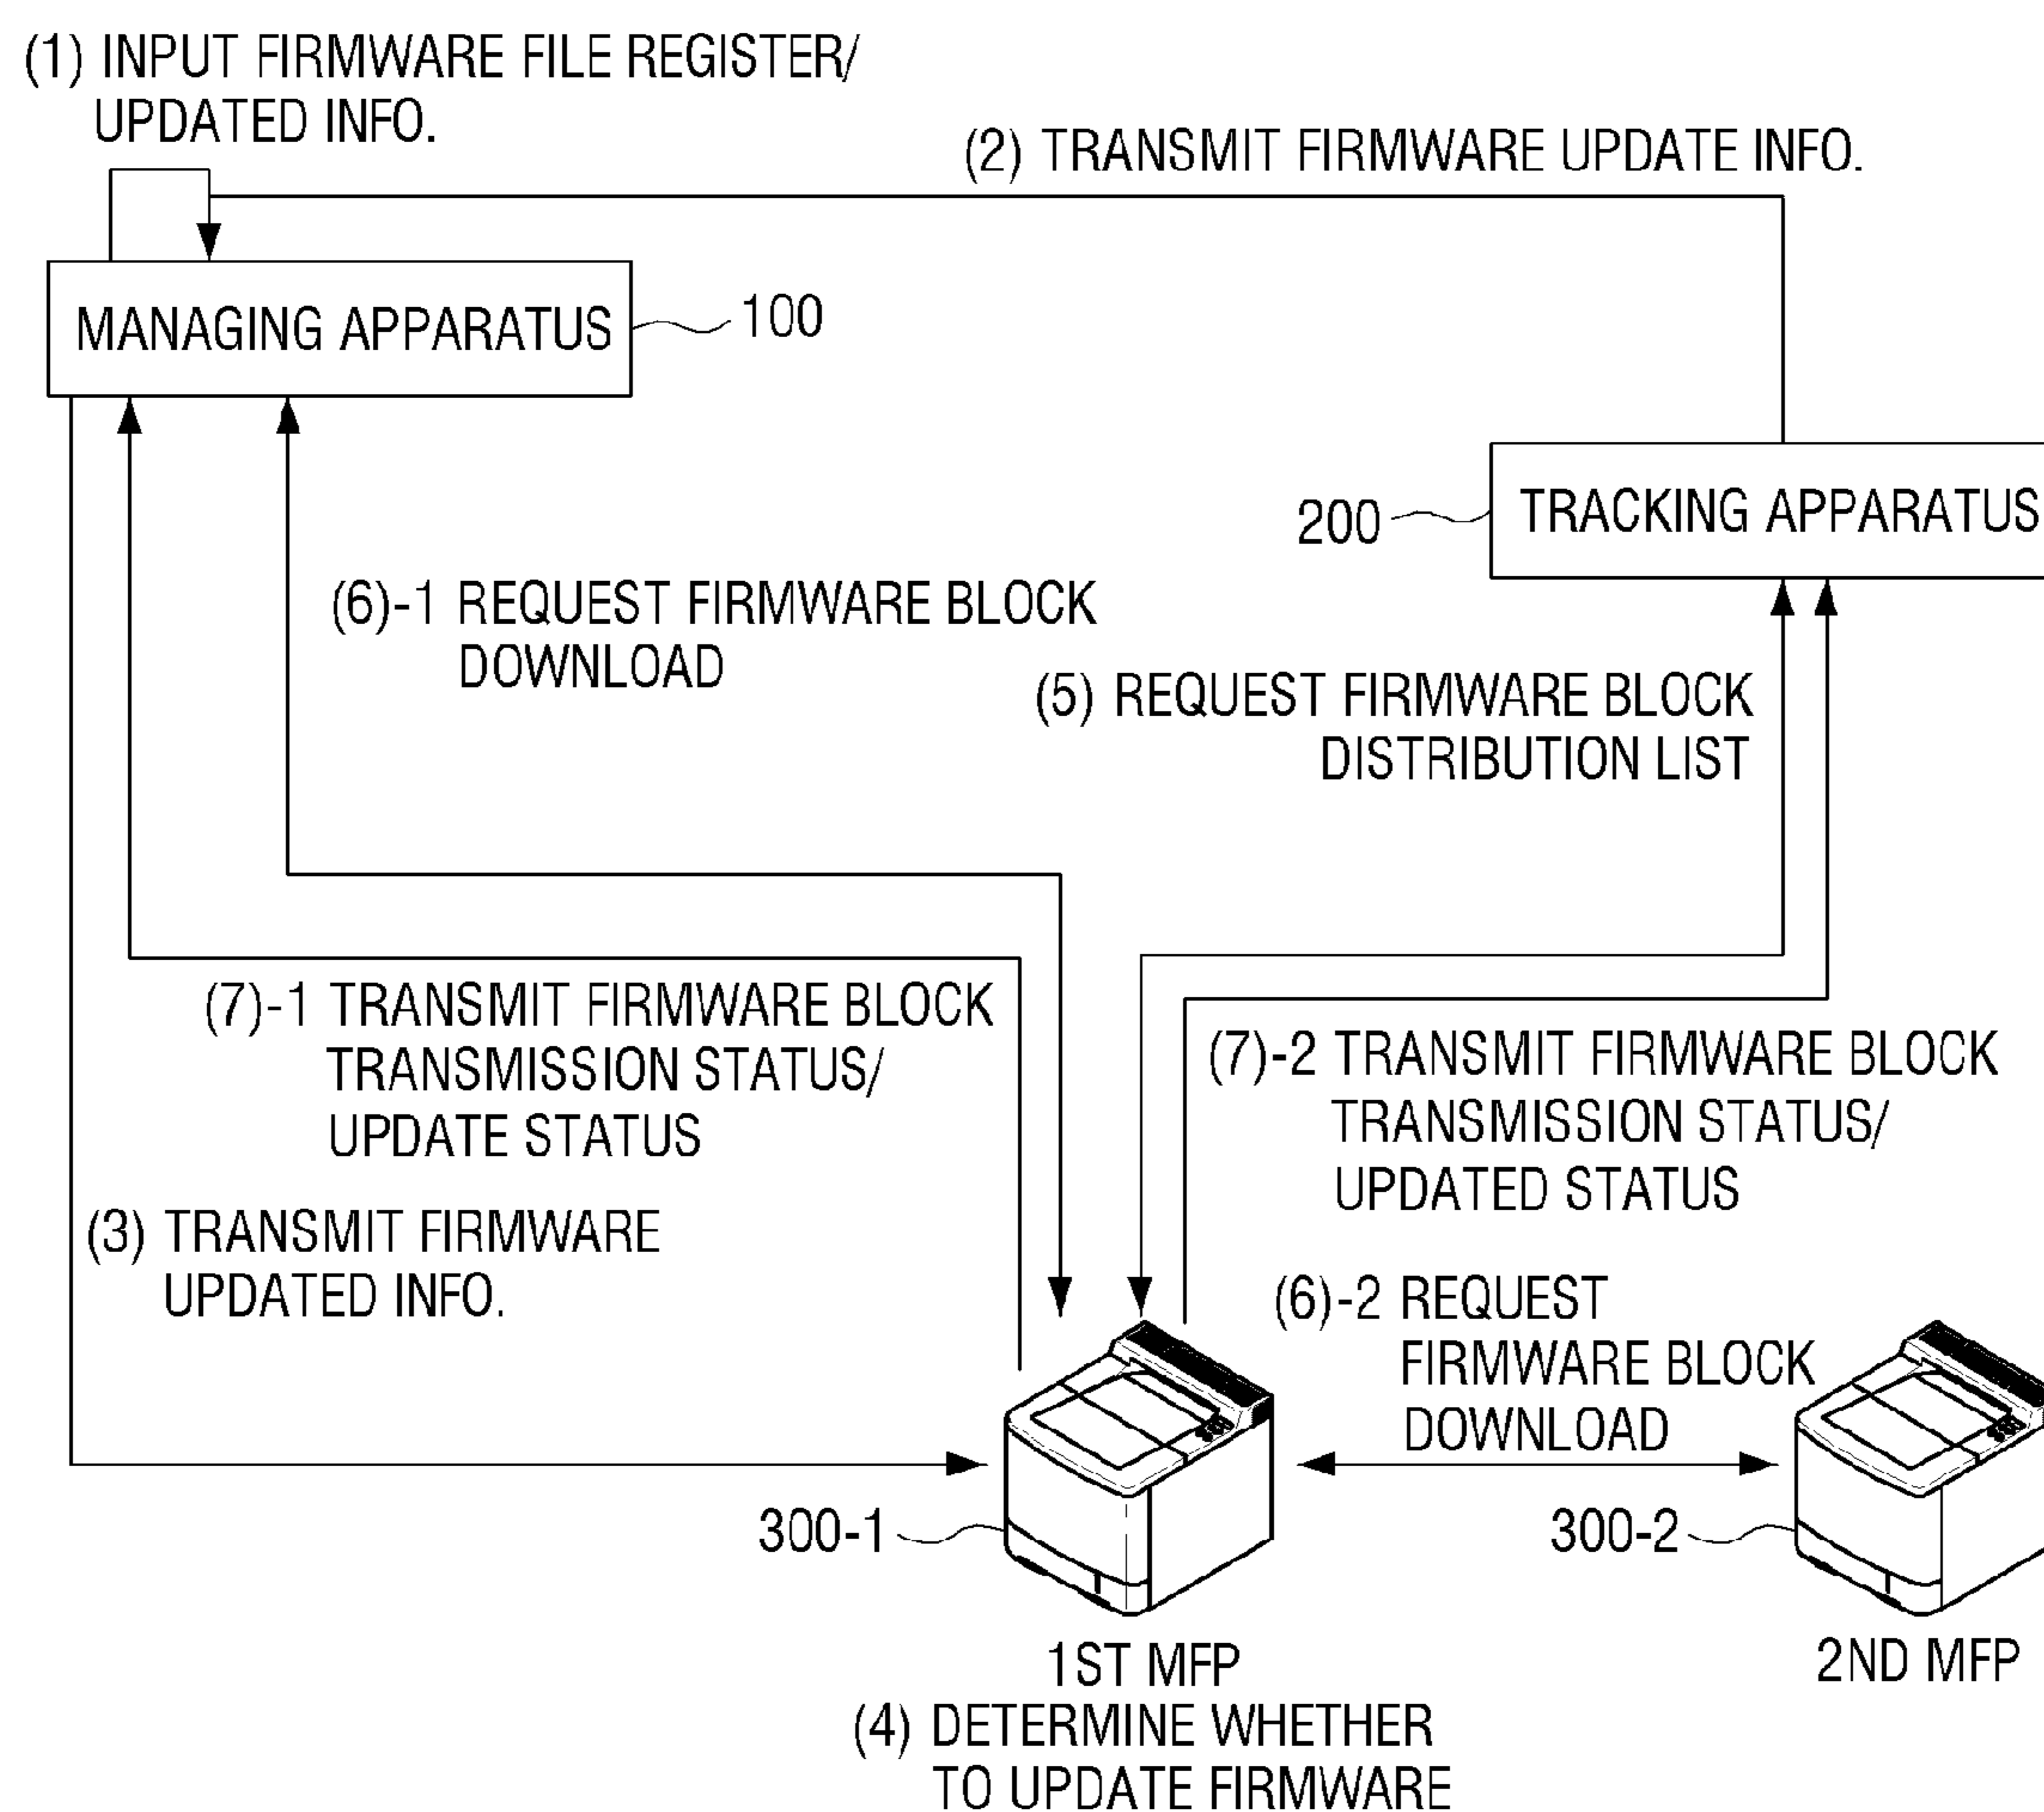 (1) INPUT FIRMWARE FILE REGISTER/
UPDATED INFO.
(2) TRANSMIT FIRMWARE UPDATE INFO.
MANAGING APPARATUS
100
200
TRACKING APPARATUS
(6)-1 REQUEST FIRMWARE BLOCK
DOWNLOAD
(5) REQUEST FIRMWARE BLOCK
DISTRIBUTION LIST
(7)-1 TRANSMIT FIRMWARE BLOCK
TRANSMISSION STATUS/
UPDATE STATUS
(7)-2 TRANSMIT FIRMWARE BLOCK
TRANSMISSION STATUS/
UPDATED STATUS
(3) TRANSMIT FIRMWARE
UPDATED INFO.
(6)-2 REQUEST
FIRMWARE BLOCK
DOWNLOAD
300-1
300-2
1ST MFP
2ND MFP
(4) DETERMINE WHETHER
TO UPDATE FIRMWARE